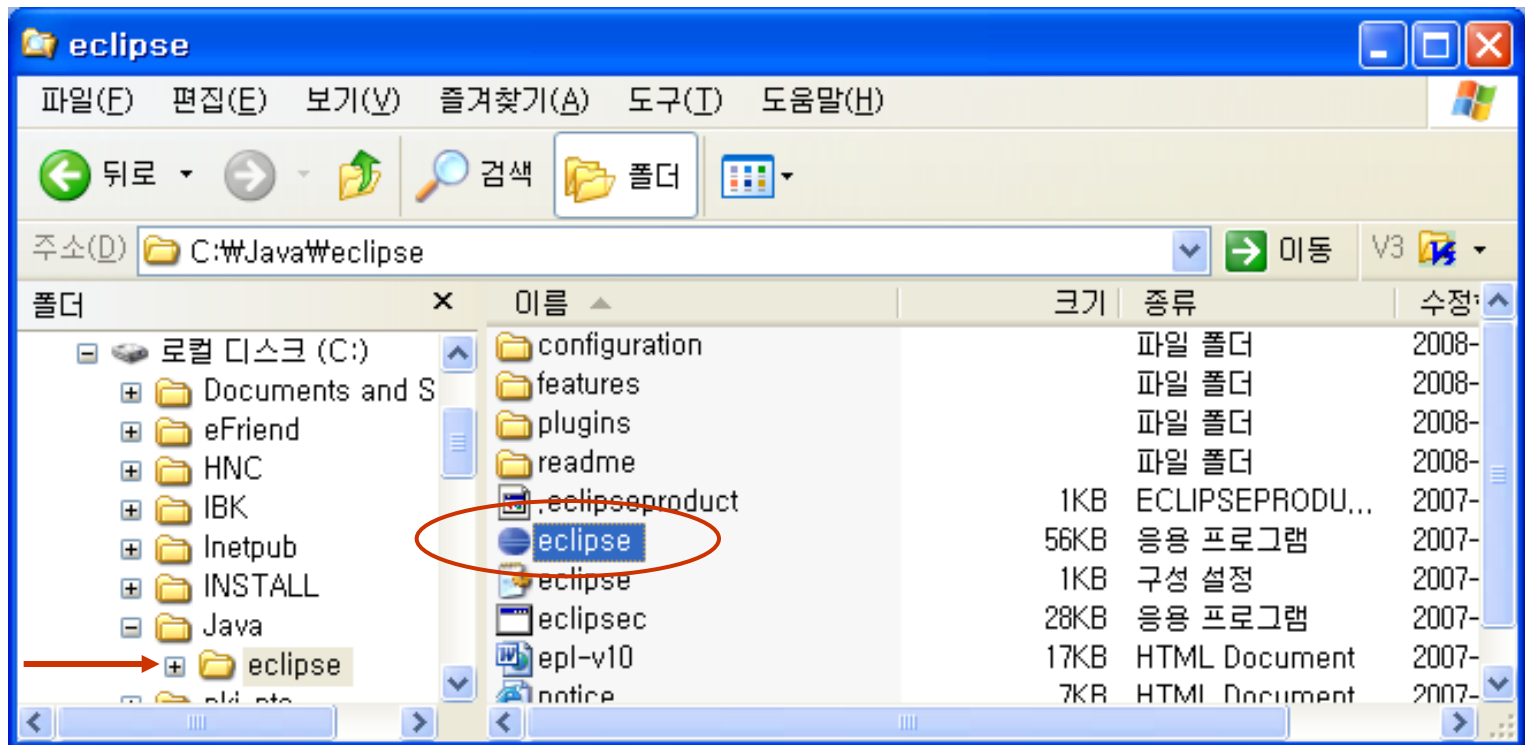 eclipse
파일(F) 편집(E) 보기(V) 즐겨찾기(A) 도구(T) 도움말(H)
뒤로 검색 폴더
주소(D) C:₩Java₩eclipse 이동 V3
폴더 이름 크기 종류 수정
로컬 디스크 (C:) configuration 파일 폴더 2008-
Documents and S features 파일 폴더 2008-
eFriend plugins 파일 폴더 2008-
HNC readme 파일 폴더 2008-
IBK .eclipseproduct 1KB ECLIPSEPRODU... 2007-
Inetpub eclipse 56KB 응용 프로그램 2007-
INSTALL eclipse 1KB 구성 설정 2007-
Java eclipsec 28KB 응용 프로그램 2007-
eclipse epl-v10 17KB HTML Document 2007-
notice 7KB HTML Document 2007-